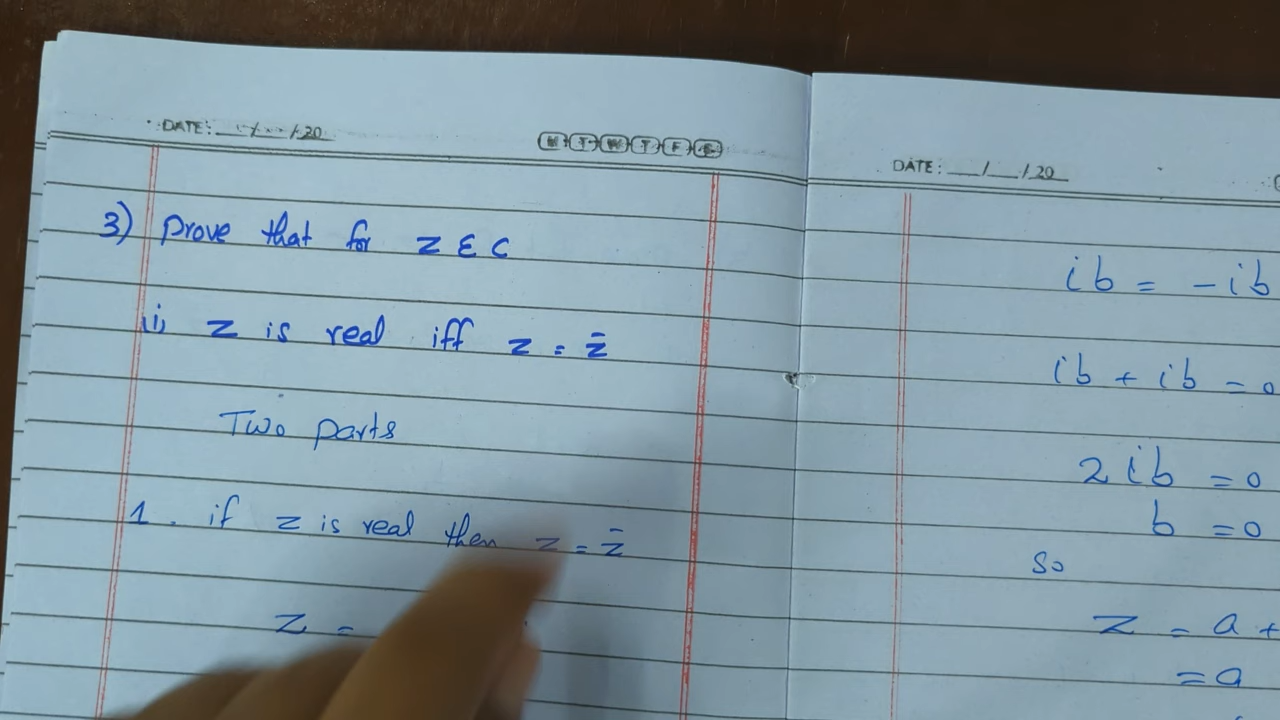 DATE: / /20
M T W T F S
3) Prove that for Z ∈ C
ii) Z is real iff Z = z̄
Two parts
1. if Z is real then Z = z̄
Z =
DATE: / /20
ib = -ib
ib + ib = 0
2ib = 0
b = 0
so
Z = a +
= a